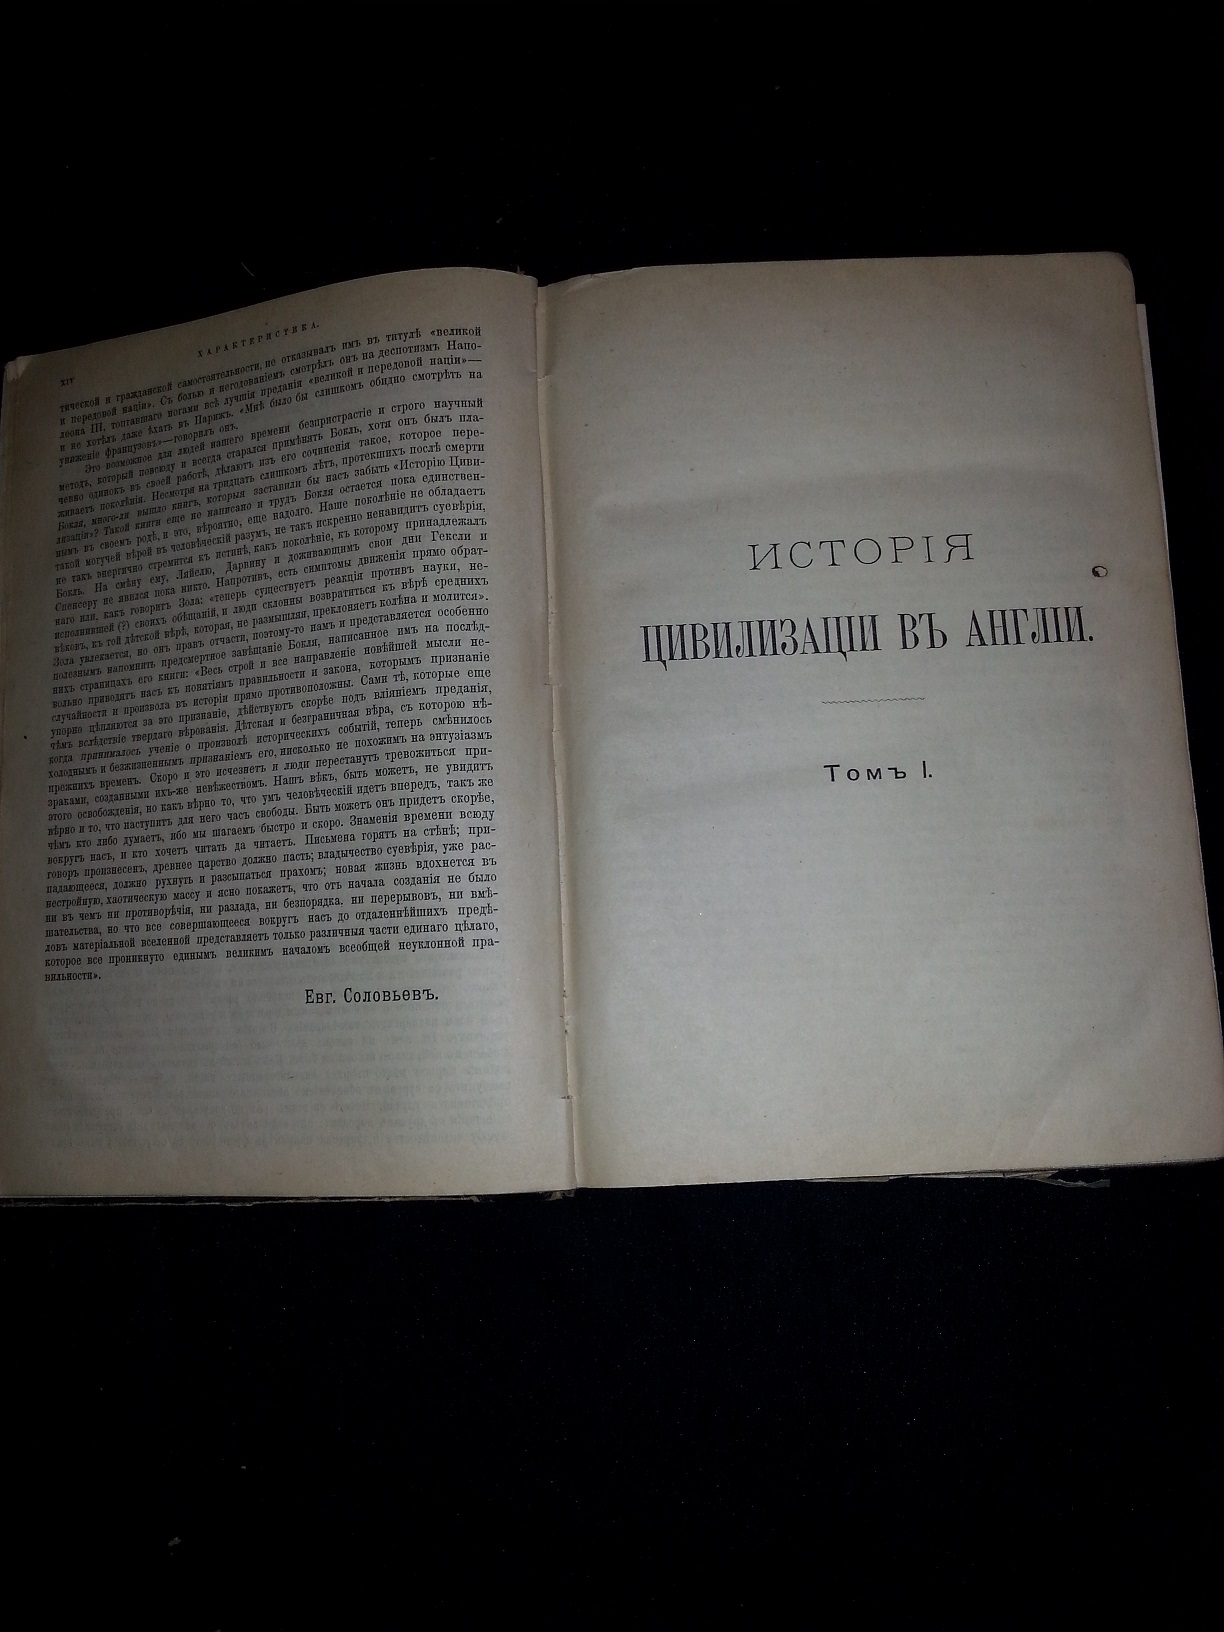 XIV
ХАРАКТЕРИСТИКА.
тической и гражданской самостоятельности, не отказывалъ имъ въ титулѣ «великой
и передовой націи». Съ болью и негодованіемъ смотрѣлъ онъ на деспотизмъ Напо-
леона III, топтавшаго ногами всѣ лучшія преданія «великой и передовой націи»—
и не хотѣлъ даже ѣхать въ Парижъ. «Мнѣ было бы слишкомъ обидно смотрѣть на
униженіе французовъ»—говорилъ онъ.
Это возможное для людей нашего времени безпристрастіе и строго научный
методъ, который повсюду и всегда старался примѣнять Бокль, хотя онъ былъ пла-
чевно одинокъ въ своей работѣ, дѣлаютъ изъ его сочиненія такое, которое пере-
живаетъ поколѣнія. Несмотря на тридцать слишкомъ лѣтъ, протекшихъ послѣ смерти
Бокля, много-ли вышло книгъ, которыя заставили бы насъ забыть «Исторію Циви-
лизаціи»? Такой книги еще не написано и трудъ Бокля остается пока единствен-
нымъ въ своемъ родѣ, и это, вѣроятно, еще надолго. Наше поколѣніе не обладаетъ
такой могучей вѣрой въ человѣческій разумъ, не такъ искренно ненавидитъ суевѣрія,
не такъ энергично стремится къ истинѣ, какъ поколѣніе, къ которому принадлежалъ
Бокль. На смѣну ему, Ляйелю, Дарвину и доживающимъ свои дни Гексли и
Спенсеру не явился пока никто. Напротивъ, есть симптомы движенія прямо обрат-
наго или, какъ говоритъ Зола: «теперь существуетъ реакція противъ науки, не-
исполнившей (?) своихъ обѣщаній, и люди склонны возвратиться къ вѣрѣ среднихъ
вѣковъ, къ той дѣтской вѣрѣ, которая, не размышляя, преклоняетъ колѣна и молится».
Зола увлекается, но онъ правъ отчасти, поэтому-то намъ и представляется особенно
полезнымъ напомнить предсмертное завѣщаніе Бокля, написанное имъ на послѣд-
нихъ страницахъ его книги: «Весь строй и все направленіе новѣйшей мысли не-
вольно приводятъ насъ къ понятіямъ правильности и закона, которымъ признаніе
случайности и произвола въ исторіи прямо противоположны. Сами тѣ, которые еще
упорно цѣпляются за это признаніе, дѣйствуютъ скорѣе подъ вліяніемъ преданія,
чѣмъ вслѣдствіе твердаго вѣрованія. Дѣтская и безграничная вѣра, съ которою нѣ-
когда принималось ученіе о произволѣ историческихъ событій, теперь смѣнилось
холоднымъ и безжизненнымъ признаніемъ его, нисколько не похожимъ на энтузіазмъ
прежнихъ временъ. Скоро и это исчезнетъ и люди перестанутъ тревожиться при-
зраками, созданными ихъ-же невѣжествомъ. Нашъ вѣкъ, быть можетъ, не увидитъ
этого освобожденія, но какъ вѣрно то, что умъ человѣческій идетъ впередъ, такъ же
вѣрно и то, что наступитъ для него часъ свободы. Быть можетъ онъ придетъ скорѣе,
чѣмъ кто либо думаетъ, ибо мы шагаемъ быстро и скоро. Знаменія времени всюду
вокругъ насъ, и кто хочетъ читать да читаетъ. Письмена горятъ на стѣнѣ; при-
говоръ произнесенъ, древнее царство должно пасть; владычество суевѣрія, уже рас-
падающееся, должно рухнуть и разсыпаться прахомъ; новая жизнь вдохнется въ
нестройную, хаотическую массу и ясно покажетъ, что отъ начала созданія не было
ни въ чемъ ни противорѣчія, ни разлада, ни безпорядка, ни перерывовъ, ни вмѣ-
шательства, но что все совершающееся вокругъ насъ до отдаленнѣйшихъ предѣ-
ловъ матеріальной вселенной представляетъ только различныя части единаго цѣлаго,
которое все проникнуто единымъ великимъ началомъ всеобщей неуклонной пра-
вильности».
Евг. Соловьевъ.
ИСТОРІЯ
ЦИВИЛИЗАЦІИ ВЪ АНГЛІИ.
Томъ I.